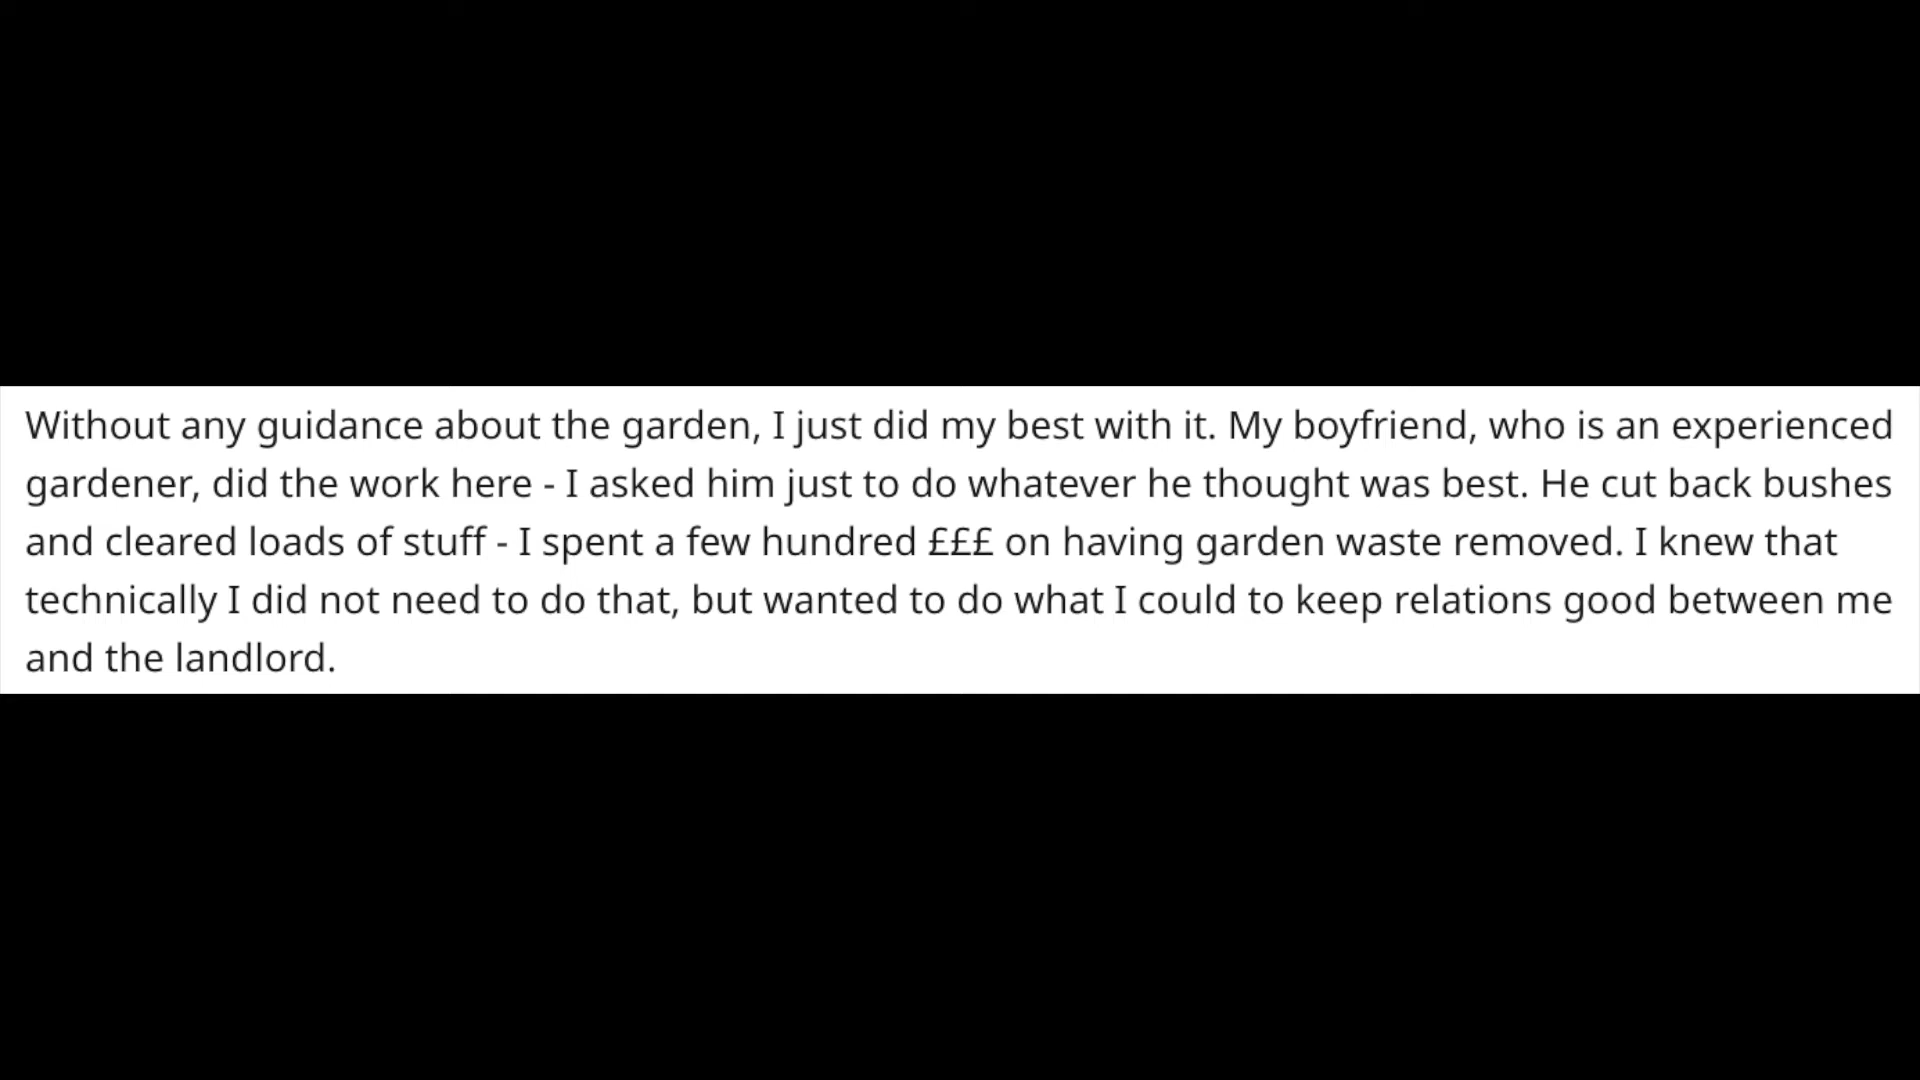 Without any guidance about the garden, I just did my best with it. My boyfriend, who is an experienced
gardener, did the work here - I asked him just to do whatever he thought was best. He cut back bushes
and cleared loads of stuff - I spent a few hundred £££ on having garden waste removed. I knew that
technically I did not need to do that, but wanted to do what I could to keep relations good between me
and the landlord.